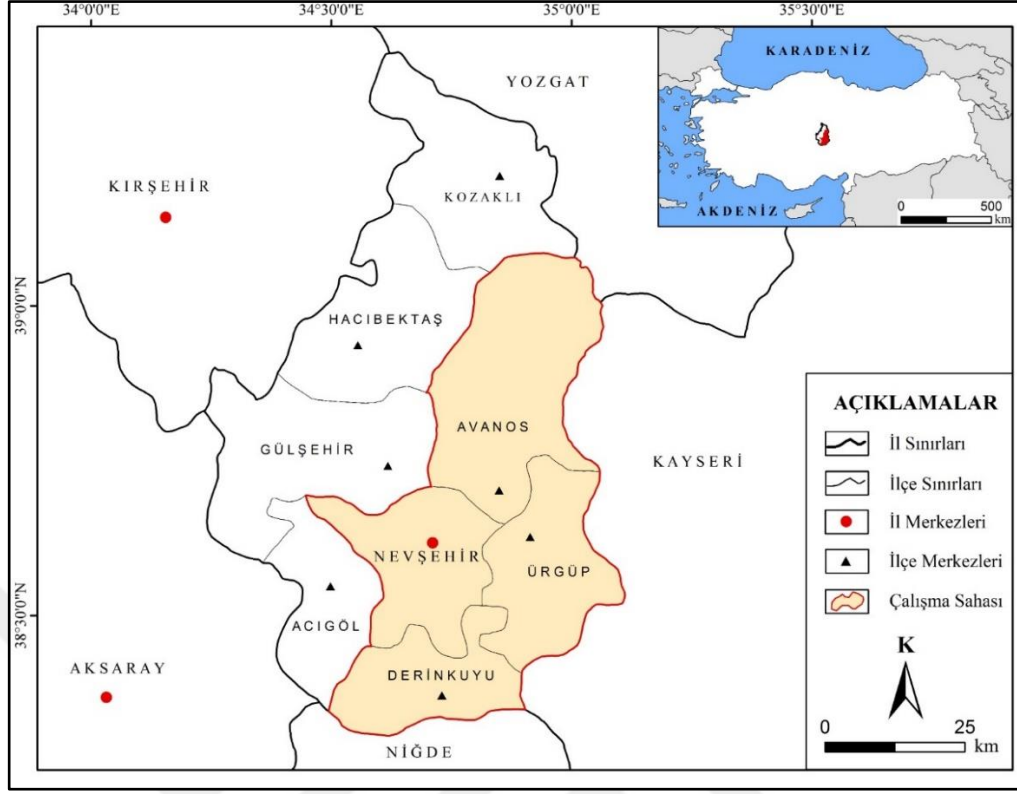 34°0'0"E
34°30'0"E
35°0'0"E
35°30'0"E
39°0'0"N
38°30'0"N
YOZGAT
KIRŞEHİR
KOZAKLI
HACIBEKTAŞ
AVANOS
GÜLŞEHİR
KAYSERİ
NEVŞEHİR
ÜRGÜP
ACIGÖL
AKSARAY
DERİNKUYU
NİĞDE
KARADENİZ
AKDENİZ
0 500
km
AÇIKLAMALAR
İl Sınırları
İlçe Sınırları
İl Merkezleri
İlçe Merkezleri
Çalışma Sahası
K
0 25
km